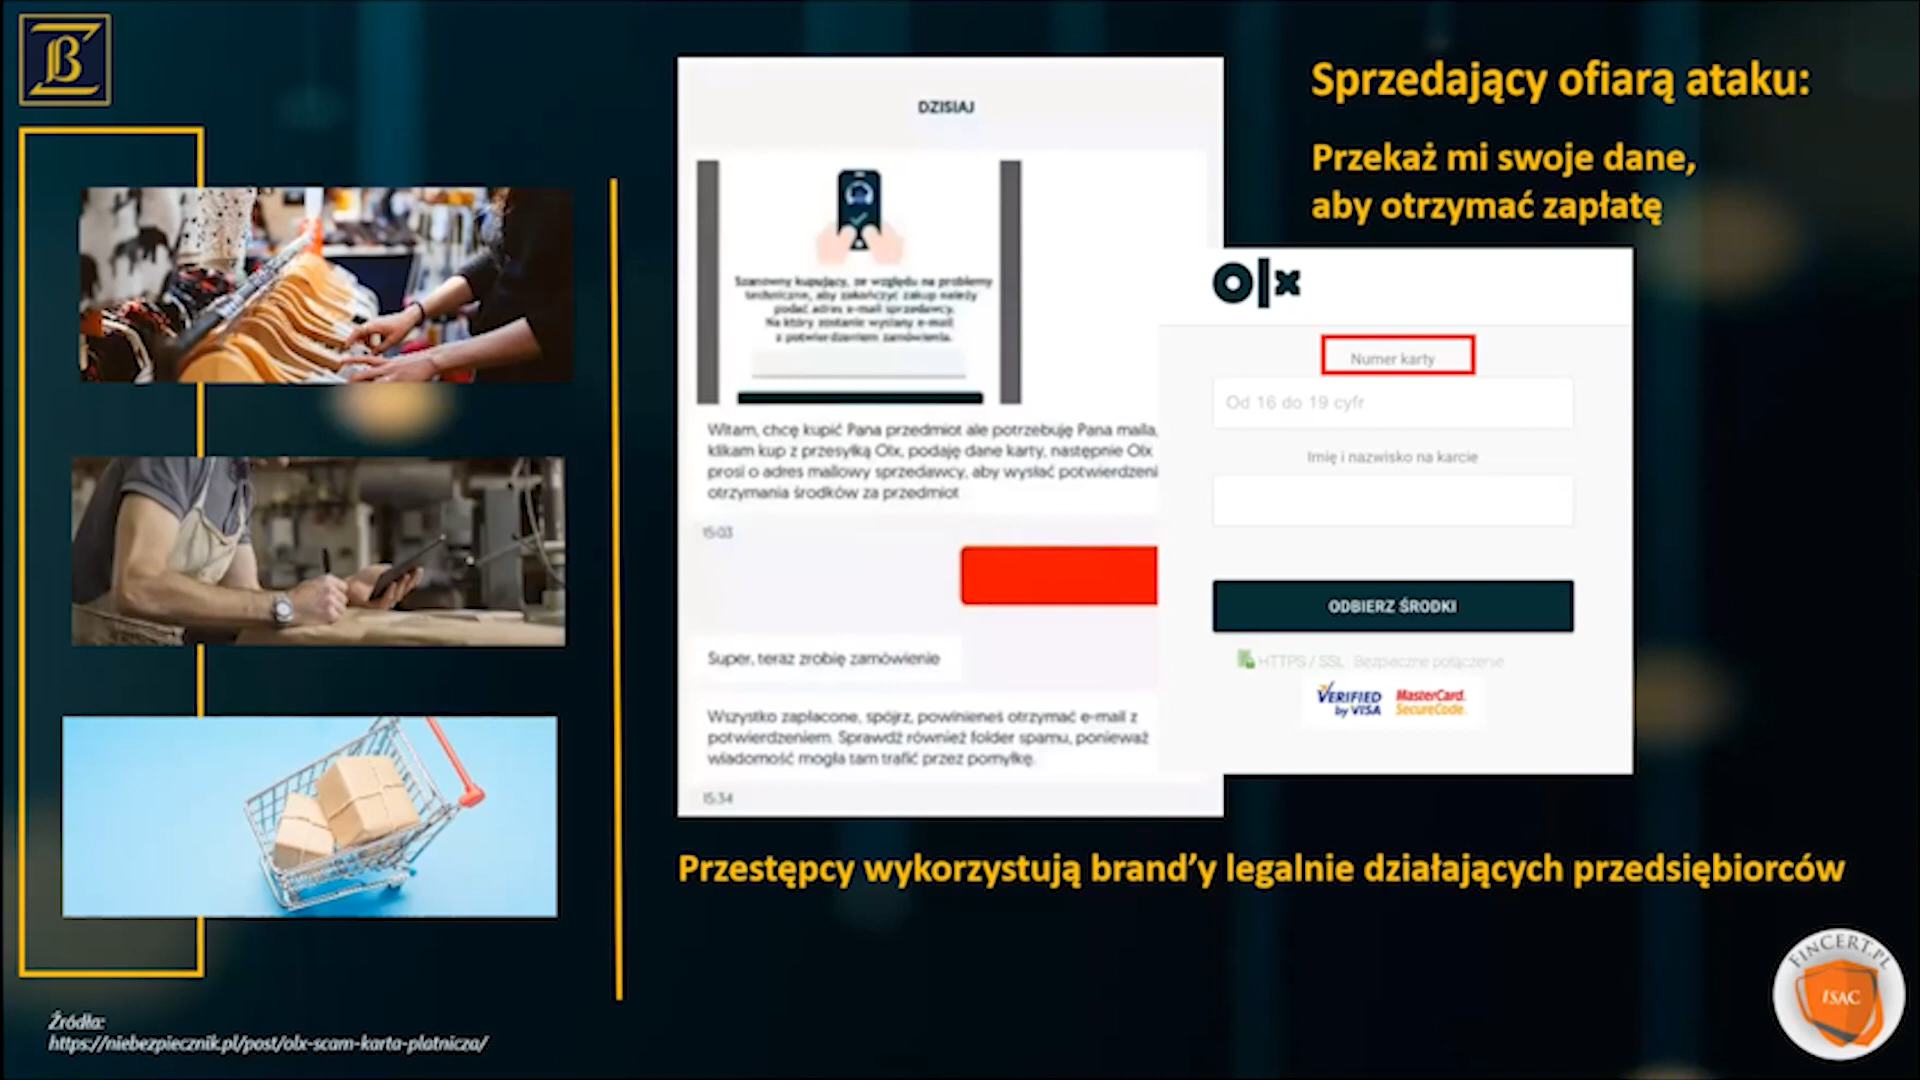 Sprzedający ofiarą ataku:
Przekaż mi swoje dane,
aby otrzymać zapłatę
DZISIAJ
Szanowny kupujący, ze względu na problemy
techniczne, aby zakończyć zakup należy
podać adres e-mail sprzedawcy.
Na który zostanie wysłany e-mail
z potwierdzeniem zamówienia.
Witam, chcę kupić Pana przedmiot ale potrzebuję Pana maila,
klikam kup z przesyłką Olx, podaję dane karty, następnie Olx
prosi o adres mailowy sprzedawcy, aby wysłać potwierdzeni
otrzymania środków za przedmiot
15:03
Super, teraz zrobię zamówienie
Wszystko zapłacone, spójrz, powinieneś otrzymać e-mail z
potwierdzeniem. Sprawdź również folder spamu, ponieważ
wiadomość mogła tam trafić przez pomyłkę.
15:34
olx
Numer karty
Od 16 do 19 cyfr
Imię i nazwisko na karcie
ODBIERZ ŚRODKI
HTTPS / SSL Bezpieczne połączenie
VERIFIED
by VISA
MasterCard.
SecureCode.
Przestępcy wykorzystują brand’y legalnie działających przedsiębiorców
Źródła:
https://niebezpiecznik.pl/post/olx-scam-karta-platnicza/
FINCERT.PL
ISAC